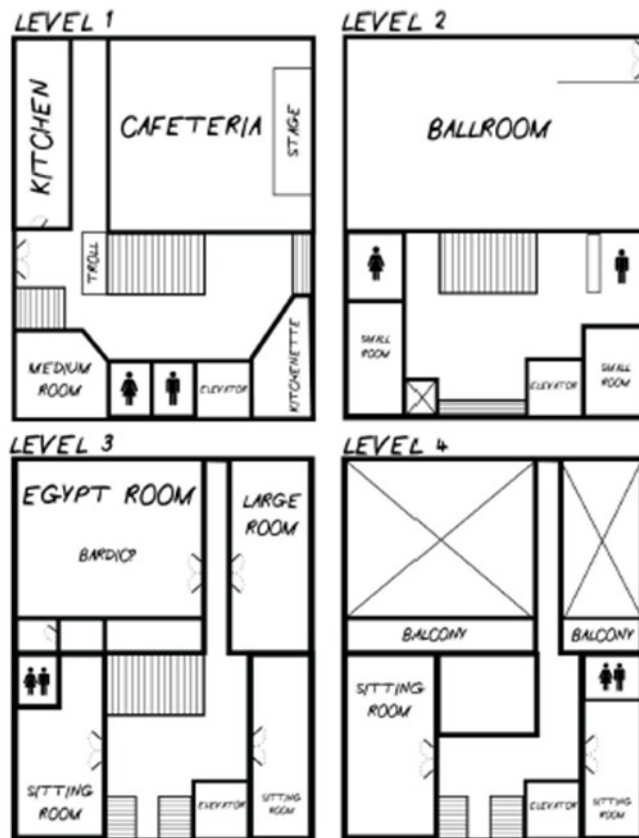 LEVEL 1
KITCHEN
CAFETERIA
STAGE
TROLL
MEDIUM
ROOM
ELEVATOR
KITCHENETTE
LEVEL 2
BALLROOM
SMALL
ROOM
ELEVATOR
SMALL
ROOM
LEVEL 3
EGYPT ROOM
BARDIC?
LARGE
ROOM
SITTING
ROOM
ELEVATOR
SITTING
ROOM
LEVEL 4
BALCONY
BALCONY
SITTING
ROOM
ELEVATOR
SITTING
ROOM